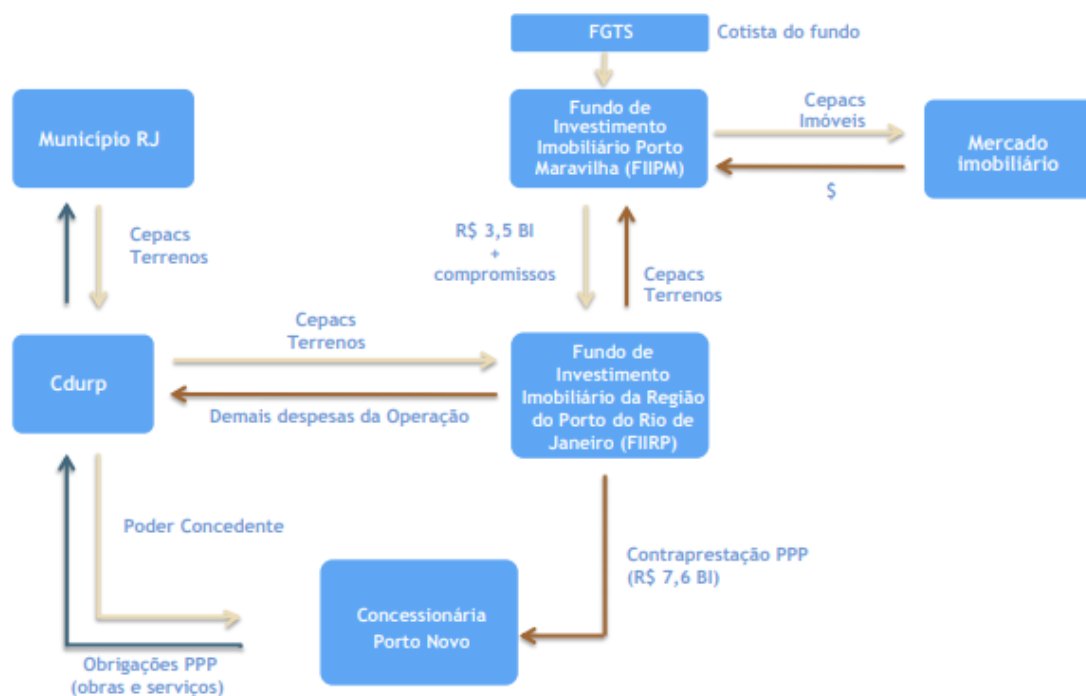 FGTS
Cotista do fundo
Município RJ
Fundo de
Investimento
Imobiliário Porto
Maravilha (FIIPM)
Cepacs
Imóveis
Mercado
imobiliário
$
Cepacs
Terrenos
R$ 3,5 BI
+
compromissos
Cepacs
Terrenos
Cdurp
Cepacs
Terrenos
Demais despesas da Operação
Fundo de
Investimento
Imobiliário da Região
do Porto do Rio de
Janeiro (FIIRP)
Poder Concedente
Contraprestação PPP
(R$ 7,6 BI)
Concessionária
Porto Novo
Obrigações PPP
(obras e serviços)